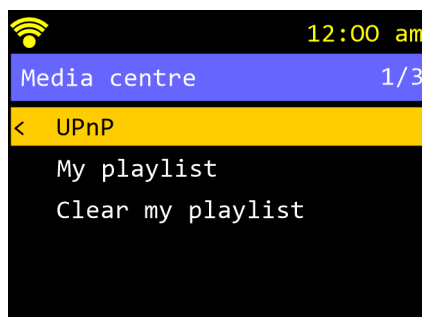 12:00 am
Media centre 1/3
< UPnP
My playlist
Clear my playlist